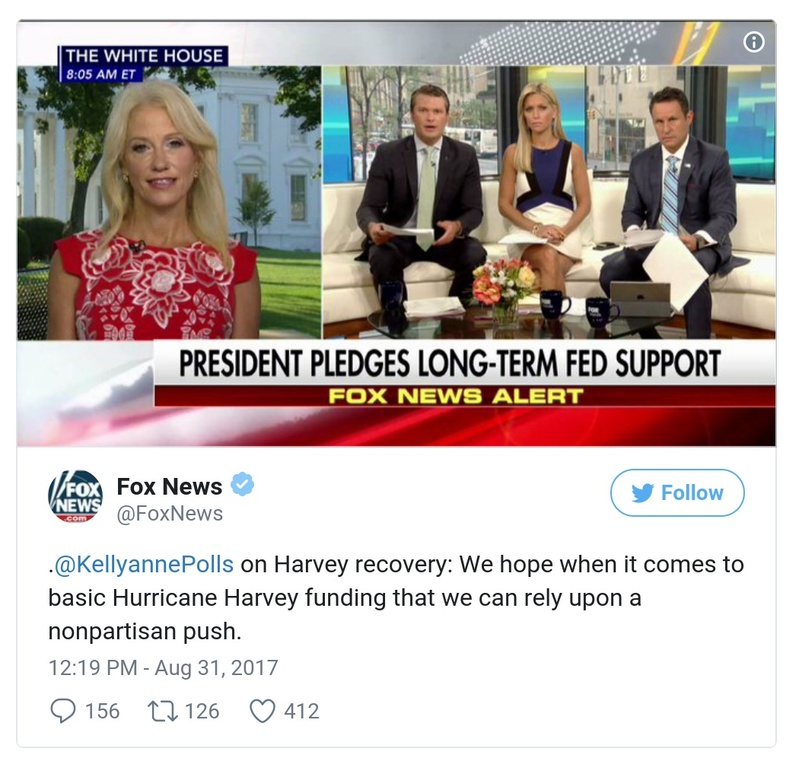 THE WHITE HOUSE
8:05 AM ET
PRESIDENT PLEDGES LONG-TERM FED SUPPORT
FOX NEWS ALERT
FOX
NEWS
.com
Fox News
@FoxNews
Follow
.@KellyannePolls on Harvey recovery: We hope when it comes to
basic Hurricane Harvey funding that we can rely upon a
nonpartisan push.
12:19 PM - Aug 31, 2017
156 126 412